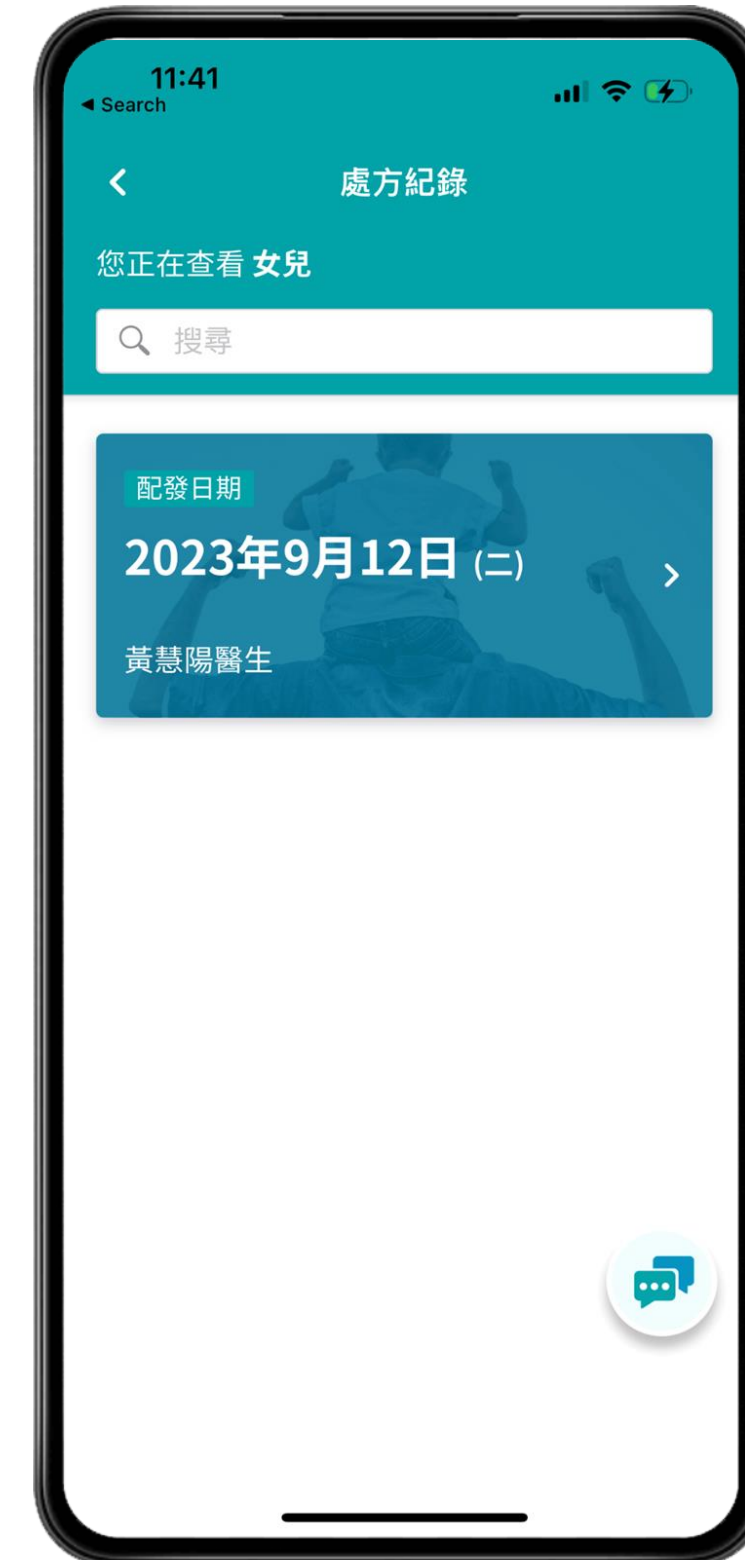 11:41
◀ Search
處方紀錄
您正在查看 女兒
搜尋
配發日期
2023年9月12日 (二)
黃慧陽醫生